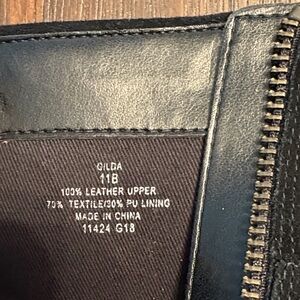 GILDA
11B
100% LEATHER UPPER
70% TEXTILE/30% PU LINING
MADE IN CHINA
11424 G18